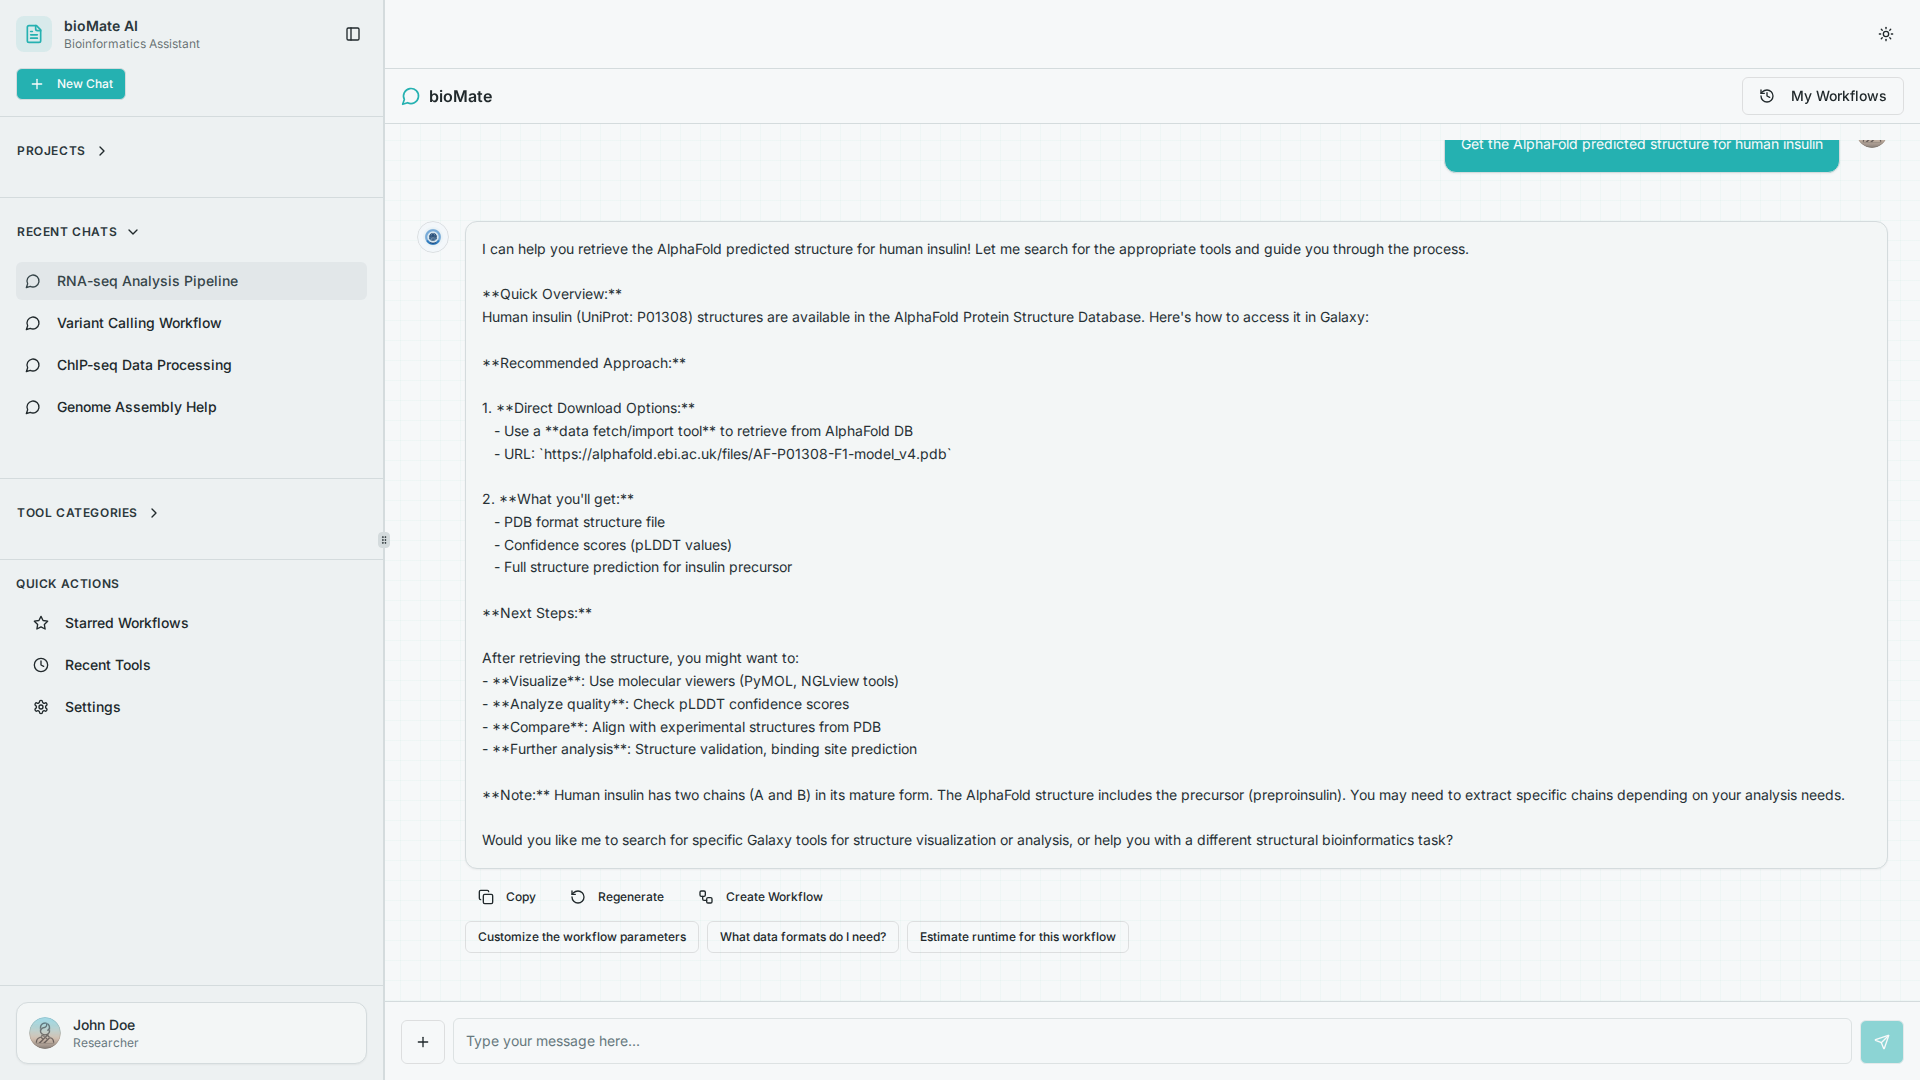 bioMate AI
Bioinformatics Assistant
New Chat
PROJECTS
RECENT CHATS
RNA-seq Analysis Pipeline
Variant Calling Workflow
ChIP-seq Data Processing
Genome Assembly Help
TOOL CATEGORIES
QUICK ACTIONS
Starred Workflows
Recent Tools
Settings
John Doe
Researcher
bioMate
My Workflows
Get the AlphaFold predicted structure for human insulin
I can help you retrieve the AlphaFold predicted structure for human insulin! Let me search for the appropriate tools and guide you through the process.
**Quick Overview:**
Human insulin (UniProt: P01308) structures are available in the AlphaFold Protein Structure Database. Here's how to access it in Galaxy:
**Recommended Approach:**
1. **Direct Download Options:**
- Use a **data fetch/import tool** to retrieve from AlphaFold DB
- URL: `https://alphafold.ebi.ac.uk/files/AF-P01308-F1-model_v4.pdb`
2. **What you'll get:**
- PDB format structure file
- Confidence scores (pLDDT values)
- Full structure prediction for insulin precursor
**Next Steps:**
After retrieving the structure, you might want to:
- **Visualize**: Use molecular viewers (PyMOL, NGLview tools)
- **Analyze quality**: Check pLDDT confidence scores
- **Compare**: Align with experimental structures from PDB
- **Further analysis**: Structure validation, binding site prediction
**Note:** Human insulin has two chains (A and B) in its mature form. The AlphaFold structure includes the precursor (preproinsulin). You may need to extract specific chains depending on your analysis needs.
Would you like me to search for specific Galaxy tools for structure visualization or analysis, or help you with a different structural bioinformatics task?
Copy
Regenerate
Create Workflow
Customize the workflow parameters
What data formats do I need?
Estimate runtime for this workflow
Type your message here...